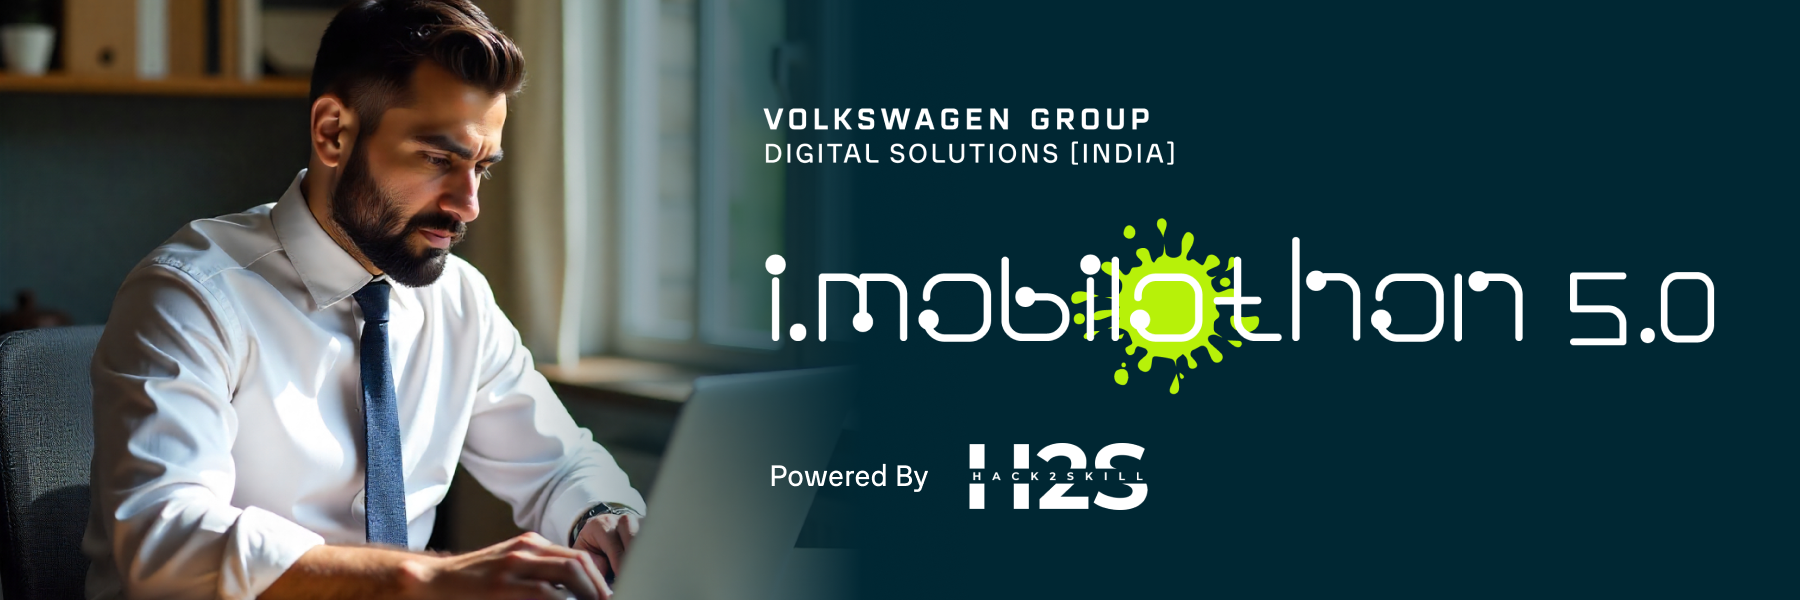 VOLKSWAGEN GROUP
DIGITAL SOLUTIONS [INDIA]
i.mobilothon 5.0
Powered By
H2S
HACK2SKILL